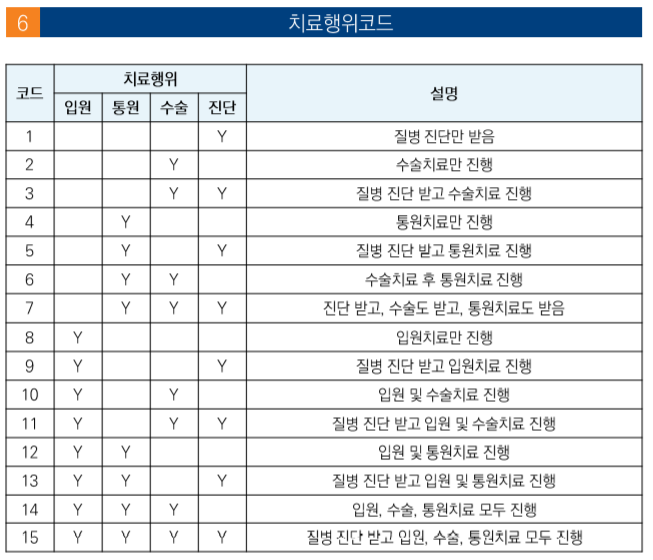 6 치료행위코드
코드 치료행위 설명
입원 통원 수술 진단
1 Y 질병 진단만 받음
2 Y 수술치료만 진행
3 Y Y 질병 진단 받고 수술치료 진행
4 Y 통원치료만 진행
5 Y Y 질병 진단 받고 통원치료 진행
6 Y Y 수술치료 후 통원치료 진행
7 Y Y Y 진단 받고, 수술도 받고, 통원치료도 받음
8 Y 입원치료만 진행
9 Y Y 질병 진단 받고 입원치료 진행
10 Y Y 입원 및 수술치료 진행
11 Y Y Y 질병 진단 받고 입원 및 수술치료 진행
12 Y Y 입원 및 통원치료 진행
13 Y Y Y 질병 진단 받고 입원 및 통원치료 진행
14 Y Y Y 입원, 수술, 통원치료 모두 진행
15 Y Y Y Y 질병 진단 받고 입원, 수술, 통원치료 모두 진행